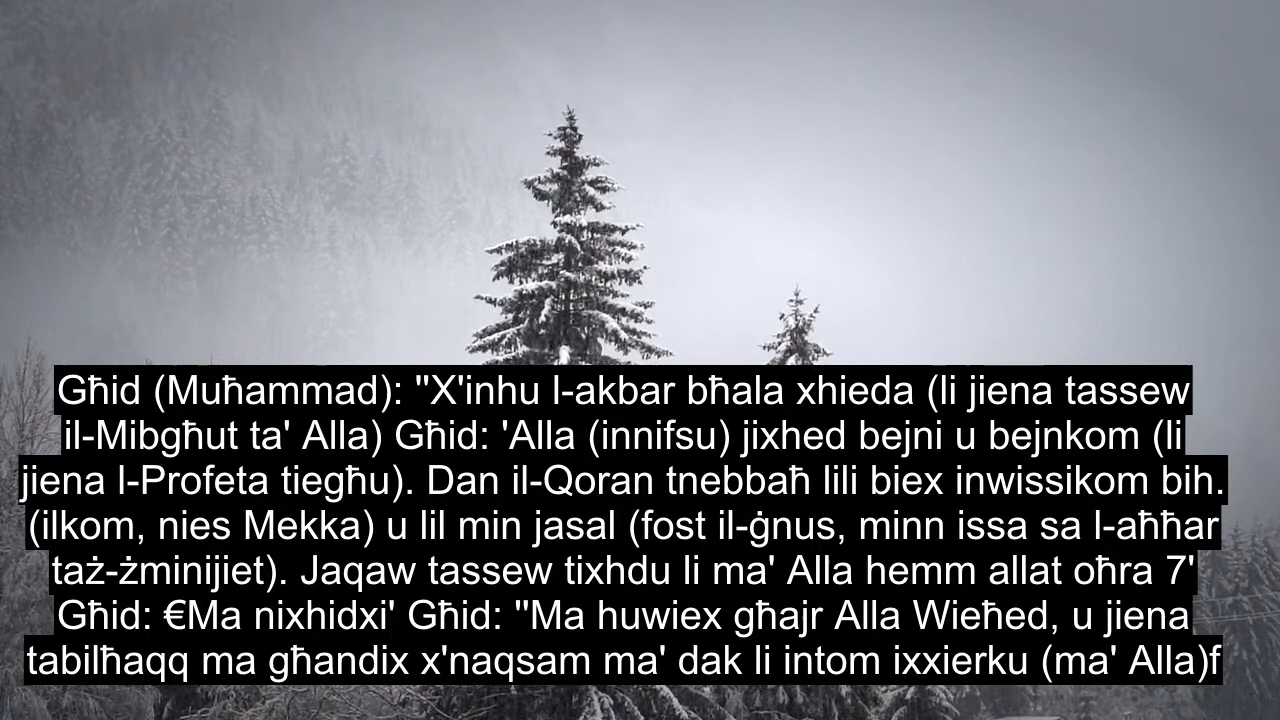 Għid (Muħammad): "X'inhu l-akbar bħala xhieda (li jiena tassew
il-Mibgħut ta' Alla) Għid: 'Alla (innifsu) jixhed bejni u bejnkom (li
jiena l-Profeta tiegħu). Dan il-Qoran tnebbaħ lili biex inwissikom bih.
(ilkom, nies Mekka) u lil min jasal (fost il-ġnus, minn issa sa l-aħħar
taż-żminijiet). Jaqaw tassew tixhdu li ma' Alla hemm allat oħra 7'
Għid: €Ma nixhidxi' Għid: "Ma huwiex għajr Alla Wieħed, u jiena
tabilħaqq ma għandix x'naqsam ma' dak li intom ixxierku (ma' Alla)f